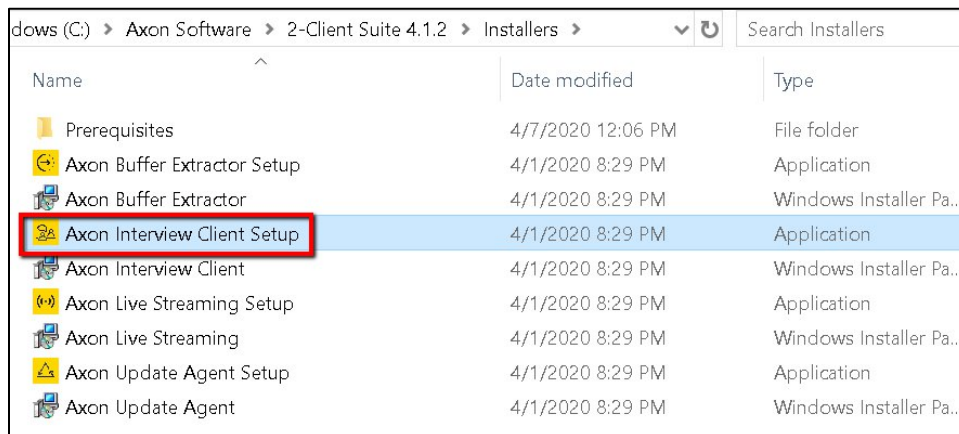 dows (C:) > Axon Software > 2-Client Suite 4.1.2 > Installers > Search Installers
Name Date modified Type
Prerequisites 4/7/2020 12:06 PM File folder
Axon Buffer Extractor Setup 4/1/2020 8:29 PM Application
Axon Buffer Extractor 4/1/2020 8:29 PM Windows Installer Pa...
Axon Interview Client Setup 4/1/2020 8:29 PM Application
Axon Interview Client 4/1/2020 8:29 PM Windows Installer Pa...
Axon Live Streaming Setup 4/1/2020 8:29 PM Application
Axon Live Streaming 4/1/2020 8:29 PM Windows Installer Pa...
Axon Update Agent Setup 4/1/2020 8:29 PM Application
Axon Update Agent 4/1/2020 8:29 PM Windows Installer Pa...